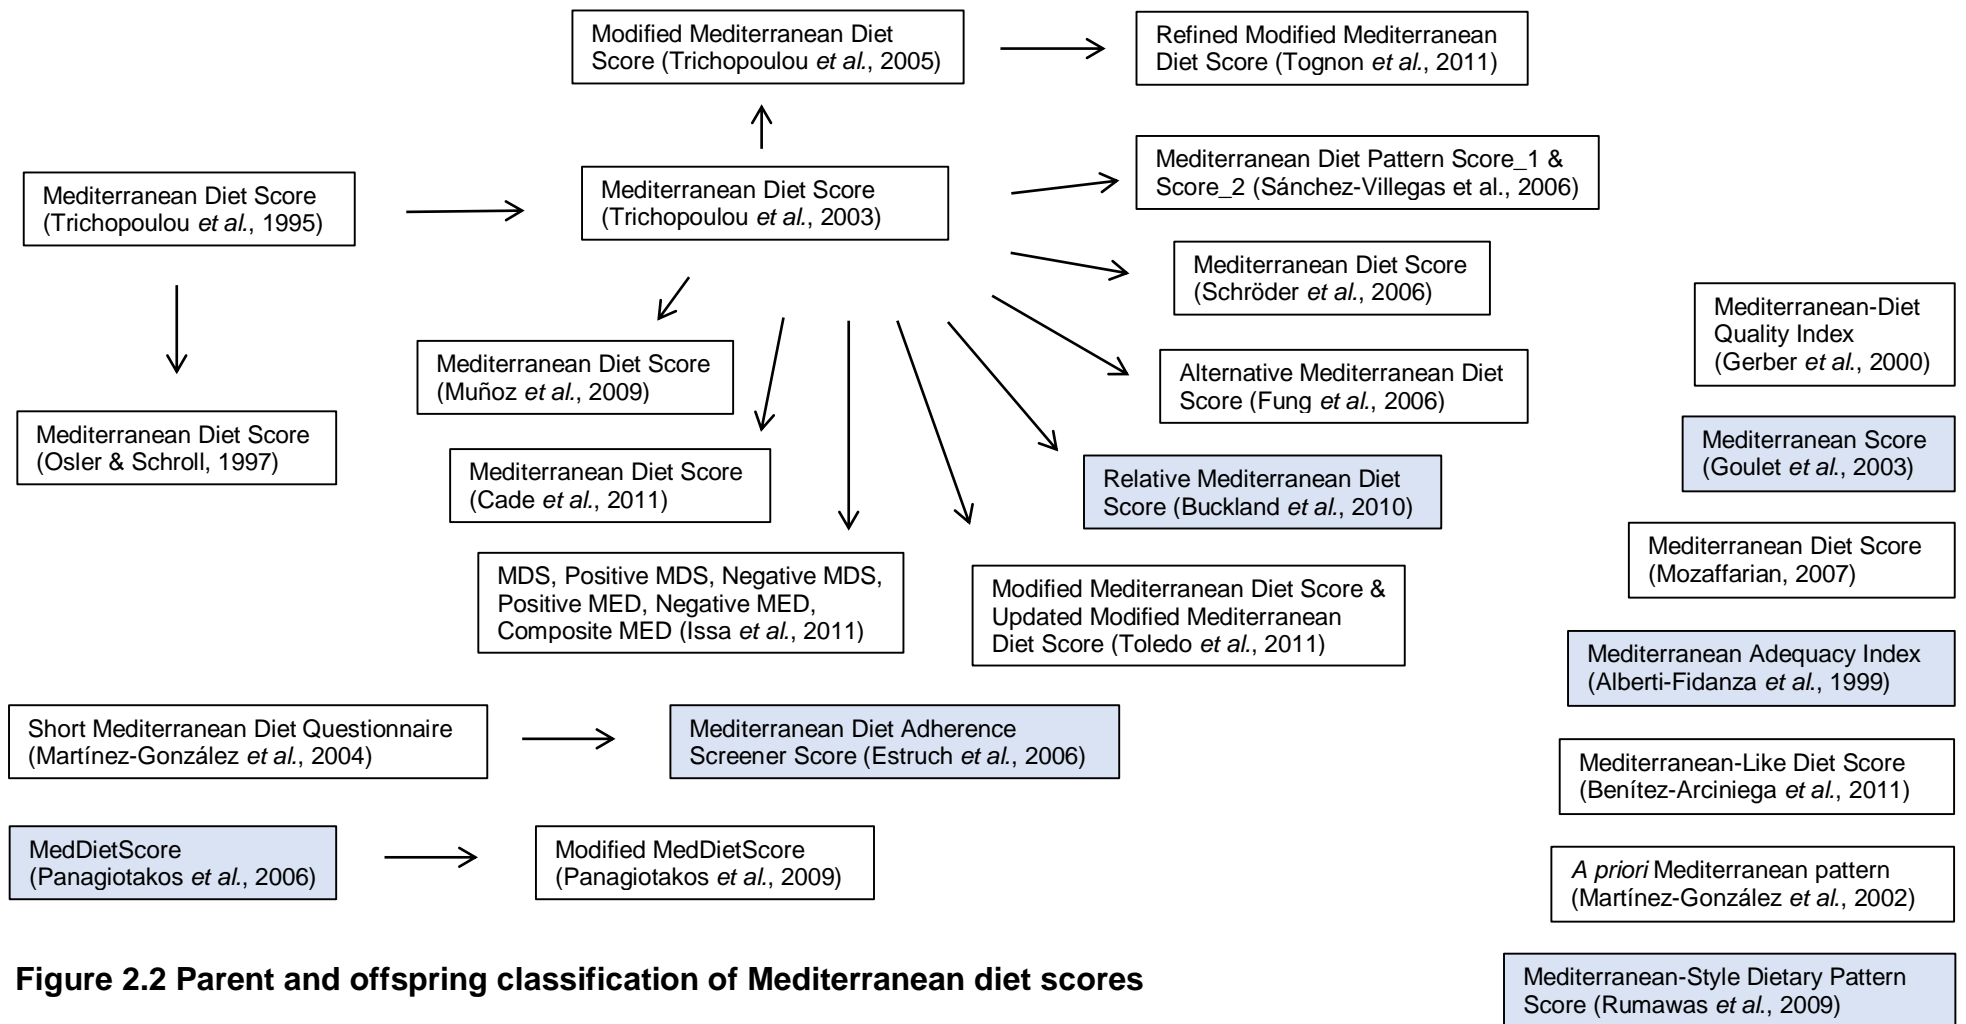 Modified Mediterranean Diet
Score (Trichopoulou et al., 2005)
Refined Modified Mediterranean
Diet Score (Tognon et al., 2011)
Mediterranean Diet Score
(Trichopoulou et al., 1995)
Mediterranean Diet Score
(Trichopoulou et al., 2003)
Mediterranean Diet Pattern Score_1 &
Score_2 (Sánchez-Villegas et al., 2006)
Mediterranean Diet Score
(Schröder et al., 2006)
Mediterranean Diet Score
(Muñoz et al., 2009)
Alternative Mediterranean Diet
Score (Fung et al., 2006)
Mediterranean Diet Score
(Osler & Schroll, 1997)
Mediterranean Diet Score
(Cade et al., 2011)
Relative Mediterranean Diet
Score (Buckland et al., 2010)
MDS, Positive MDS, Negative MDS,
Positive MED, Negative MED,
Composite MED (Issa et al., 2011)
Modified Mediterranean Diet Score &
Updated Modified Mediterranean
Diet Score (Toledo et al., 2011)
Short Mediterranean Diet Questionnaire
(Martínez-González et al., 2004)
Mediterranean Diet Adherence
Screener Score (Estruch et al., 2006)
MedDietScore
(Panagiotakos et al., 2006)
Modified MedDietScore
(Panagiotakos et al., 2009)
Mediterranean-Diet
Quality Index
(Gerber et al., 2000)
Mediterranean Score
(Goulet et al., 2003)
Mediterranean Diet Score
(Mozaffarian, 2007)
Mediterranean Adequacy Index
(Alberti-Fidanza et al., 1999)
Mediterranean-Like Diet Score
(Benítez-Arciniega et al., 2011)
A priori Mediterranean pattern
(Martínez-González et al., 2002)
Mediterranean-Style Dietary Pattern
Score (Rumawas et al., 2009)
Figure 2.2 Parent and offspring classification of Mediterranean diet scores